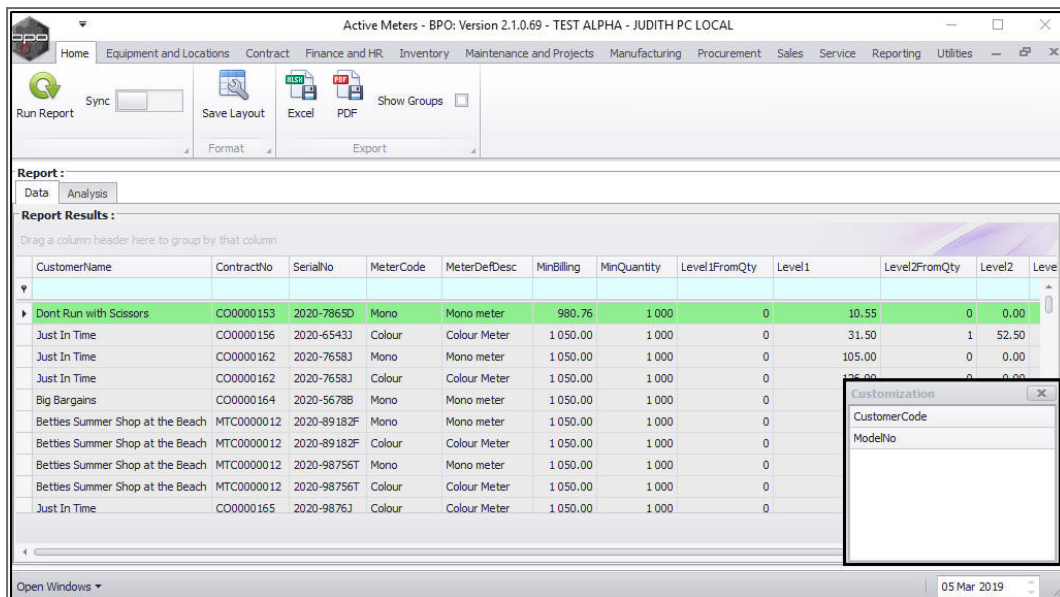 Active Meters - BPO: Version 2.1.0.69 - TEST ALPHA - JUDITH PC LOCAL
bpo
Home Equipment and Locations Contract Finance and HR Inventory Maintenance and Projects Manufacturing Procurement Sales Service Reporting Utilities
XLSX PDF
Run Report Sync Save Layout Excel PDF Show Groups
Format Export
Report :
Data Analysis
Report Results :
Drag a column header here to group by that column
CustomerName ContractNo SerialNo MeterCode MeterDefDesc MinBilling MinQuantity Level1FromQty Level1 Level2FromQty Level2 Leve
Dont Run with Scissors CO0000153 2020-7865D Mono Mono meter 980.76 1 000 0 10.55 0 0.00
Just In Time CO0000156 2020-6543J Colour Colour Meter 1 050.00 1 000 0 31.50 1 52.50
Just In Time CO0000162 2020-7658J Mono Mono meter 1 050.00 1 000 0 105.00 0 0.00
Just In Time CO0000162 2020-7658J Colour Colour Meter 1 050.00 1 000 0 126.00 0 0.00
Big Bargains CO0000164 2020-5678B Mono Mono meter 1 050.00 1 000 0
Betties Summer Shop at the Beach MTC0000012 2020-89182F Mono Mono meter 1 050.00 1 000 0
Betties Summer Shop at the Beach MTC0000012 2020-89182F Colour Colour Meter 1 050.00 1 000 0
Betties Summer Shop at the Beach MTC0000012 2020-98756T Mono Mono meter 1 050.00 1 000 0
Betties Summer Shop at the Beach MTC0000012 2020-98756T Colour Colour Meter 1 050.00 1 000 0
Just In Time CO0000165 2020-9876J Colour Colour Meter 1 050.00 1 000 0
Customization
CustomerCode
ModelNo
Open Windows 05 Mar 2019